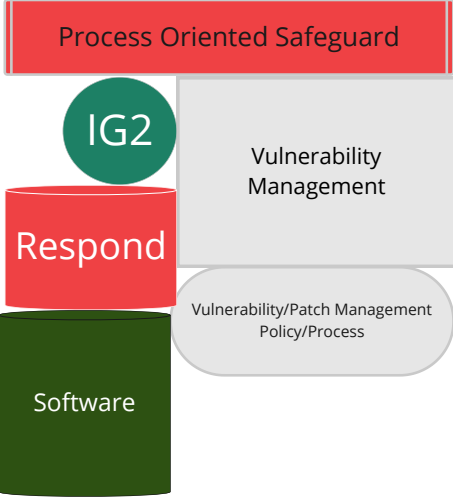 Process Oriented Safeguard
IG2
Vulnerability
Management
Respond
Vulnerability/Patch Management
Policy/Process
Software